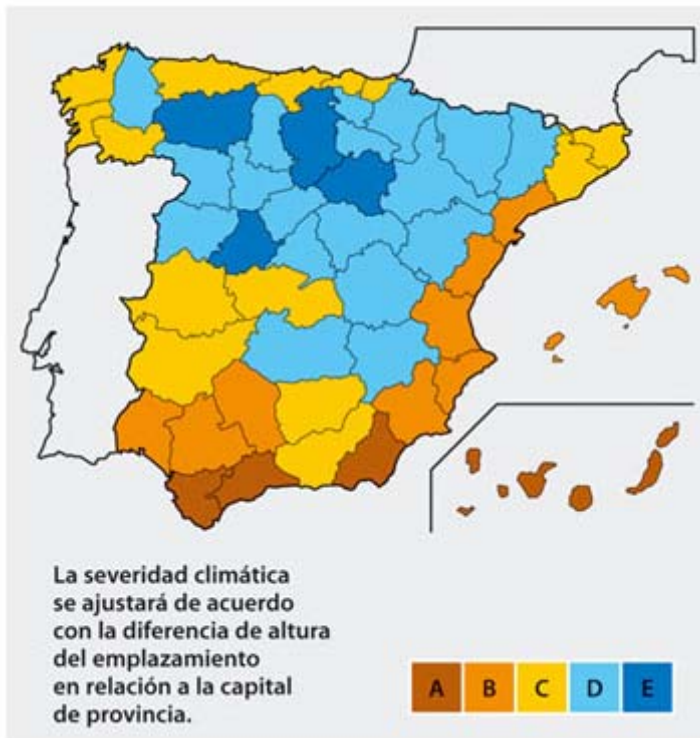 La severidad climática
se ajustará de acuerdo
con la diferencia de altura
del emplazamiento
en relación a la capital
de provincia.
A B C D E